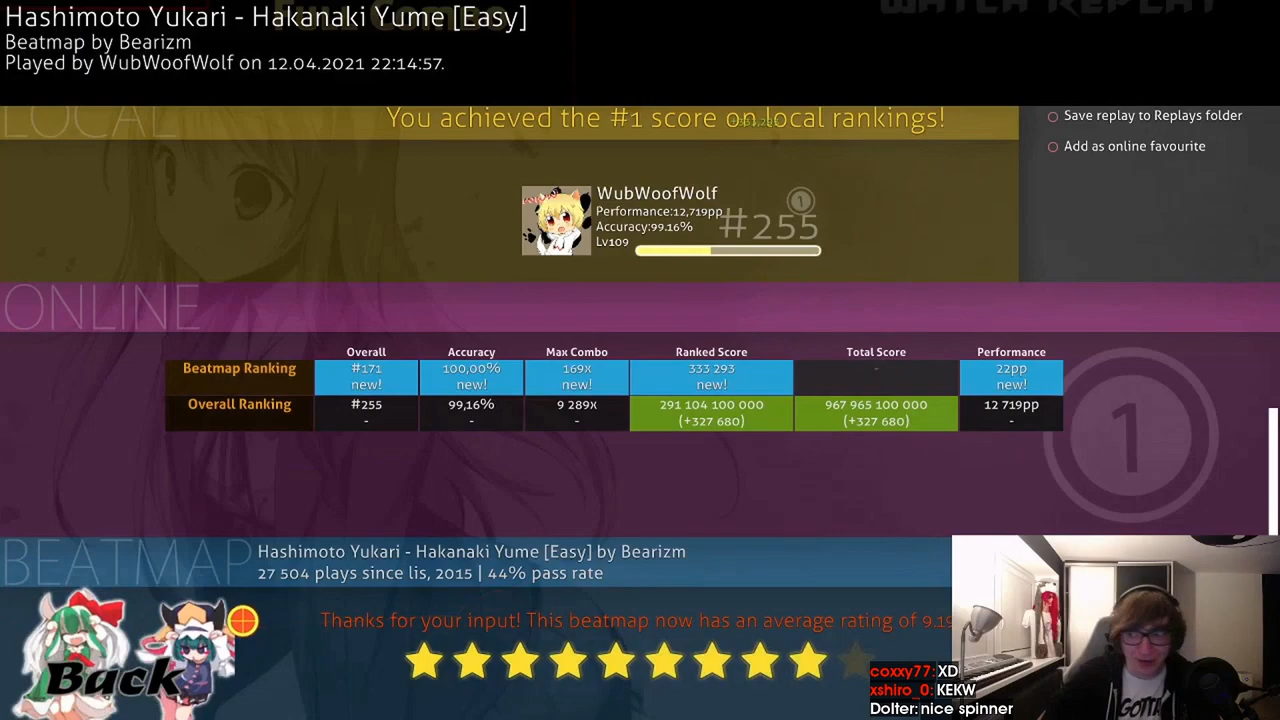 Hashimoto Yukari - Hakanaki Yume [Easy]
Beatmap by Bearizm
Played by WubWoofWolf on 12.04.2021 22:14:57.
WATCH REPLAY
LOCAL
You achieved the #1 score on local rankings!
Save replay to Replays folder
Add as online favourite
WubWoofWolf
Performance:12,719pp
Accuracy:99.16%
Lv109
#255
1
ONLINE
Overall Accuracy Max Combo Ranked Score Total Score Performance
Beatmap Ranking #171 100,00% 169x 333 293 - 22pp
new! new! new! new! new!
Overall Ranking #255 99,16% 9 289x 291 104 100 000 967 965 100 000 12 719pp
- - - (+327 680) (+327 680) -
1
BEATMAP
Hashimoto Yukari - Hakanaki Yume [Easy] by Bearizm
27 504 plays since lis, 2015 | 44% pass rate
Thanks for your input! This beatmap now has an average rating of 9.19
Back
coxxy77: XD
xshiro_0: KEKW
Dolter: nice spinner